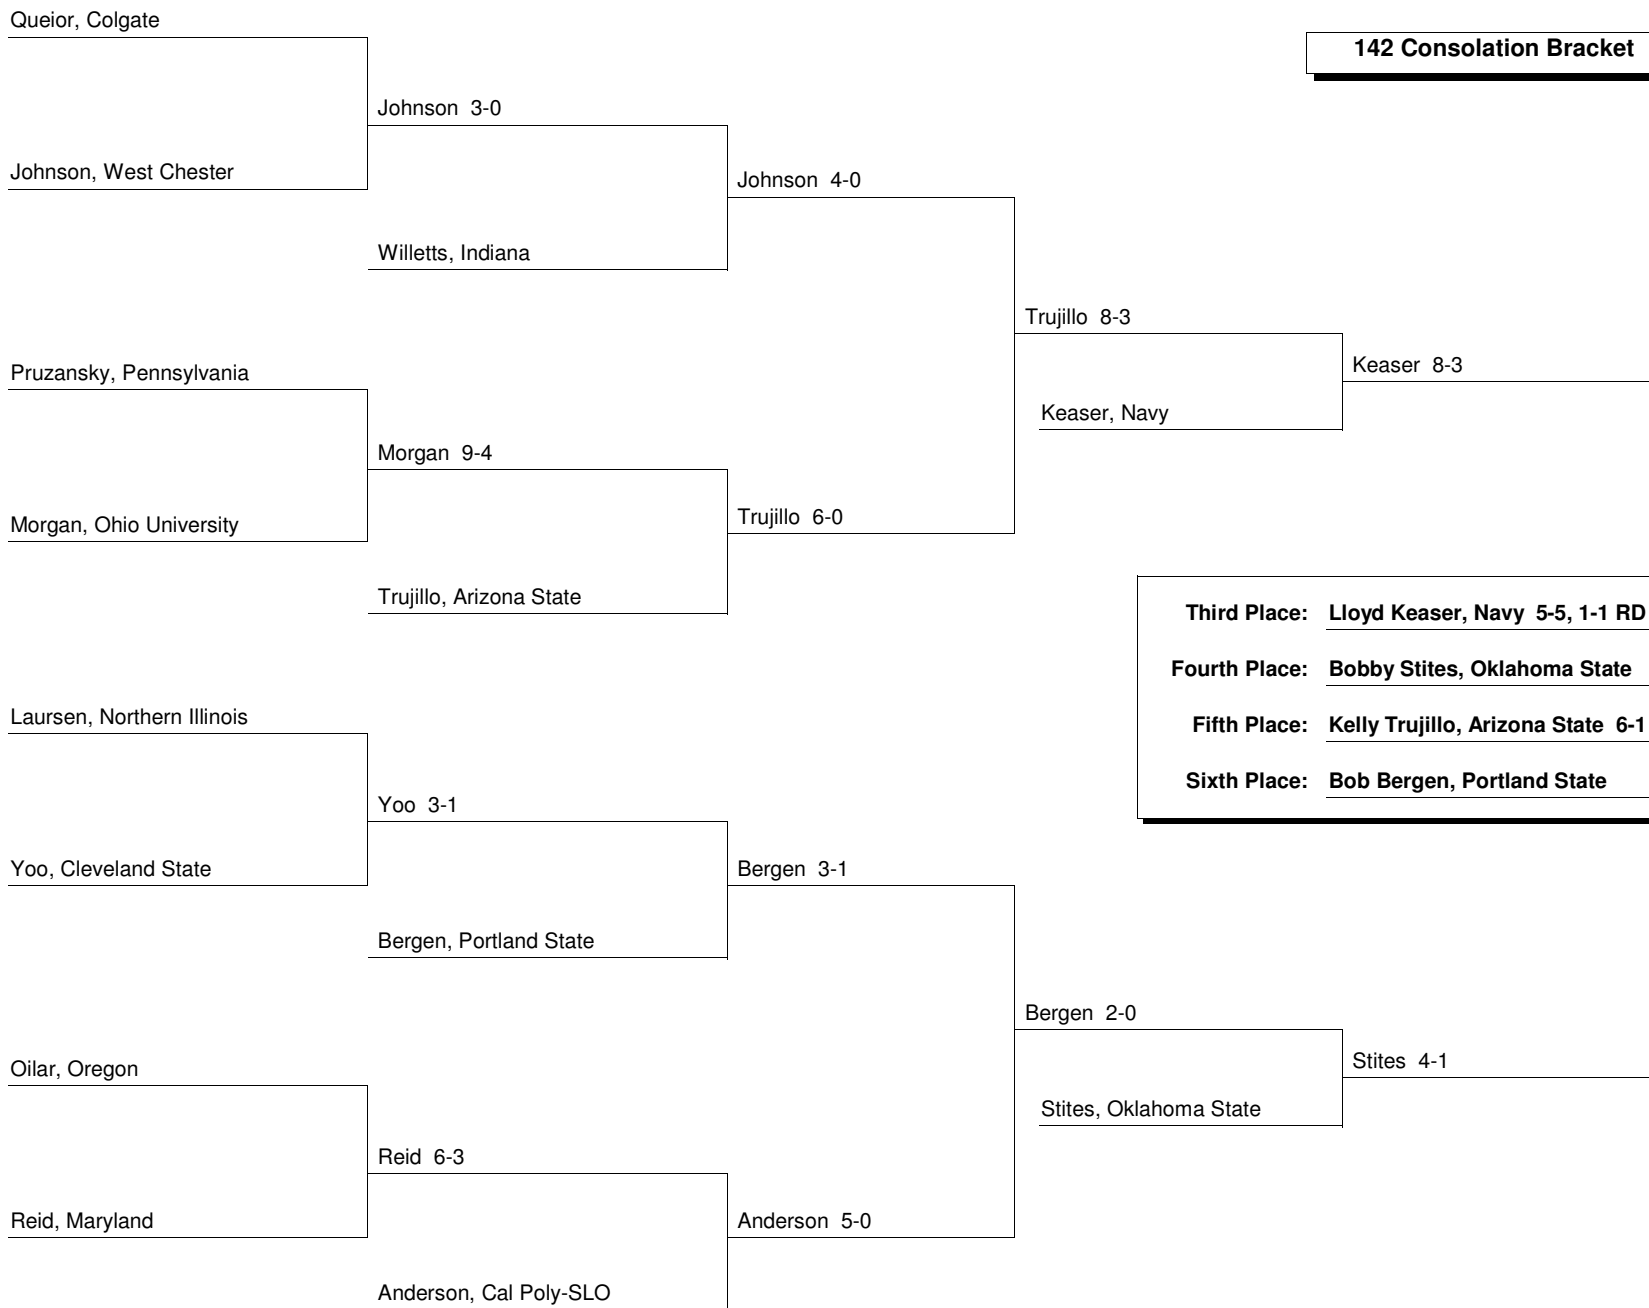 Queior, Colgate
142 Consolation Bracket
Johnson 3-0
Johnson, West Chester
Johnson 4-0
Willetts, Indiana
Trujillo 8-3
Pruzansky, Pennsylvania
Keaser 8-3
Keaser, Navy
Morgan 9-4
Morgan, Ohio University
Trujillo 6-0
Trujillo, Arizona State
Third Place: Lloyd Keaser, Navy 5-5, 1-1 RD
Fourth Place: Bobby Stites, Oklahoma State
Fifth Place: Kelly Trujillo, Arizona State 6-1
Sixth Place: Bob Bergen, Portland State
Laursen, Northern Illinois
Yoo 3-1
Yoo, Cleveland State
Bergen 3-1
Bergen, Portland State
Bergen 2-0
Oilar, Oregon
Stites 4-1
Stites, Oklahoma State
Reid 6-3
Reid, Maryland
Anderson 5-0
Anderson, Cal Poly-SLO